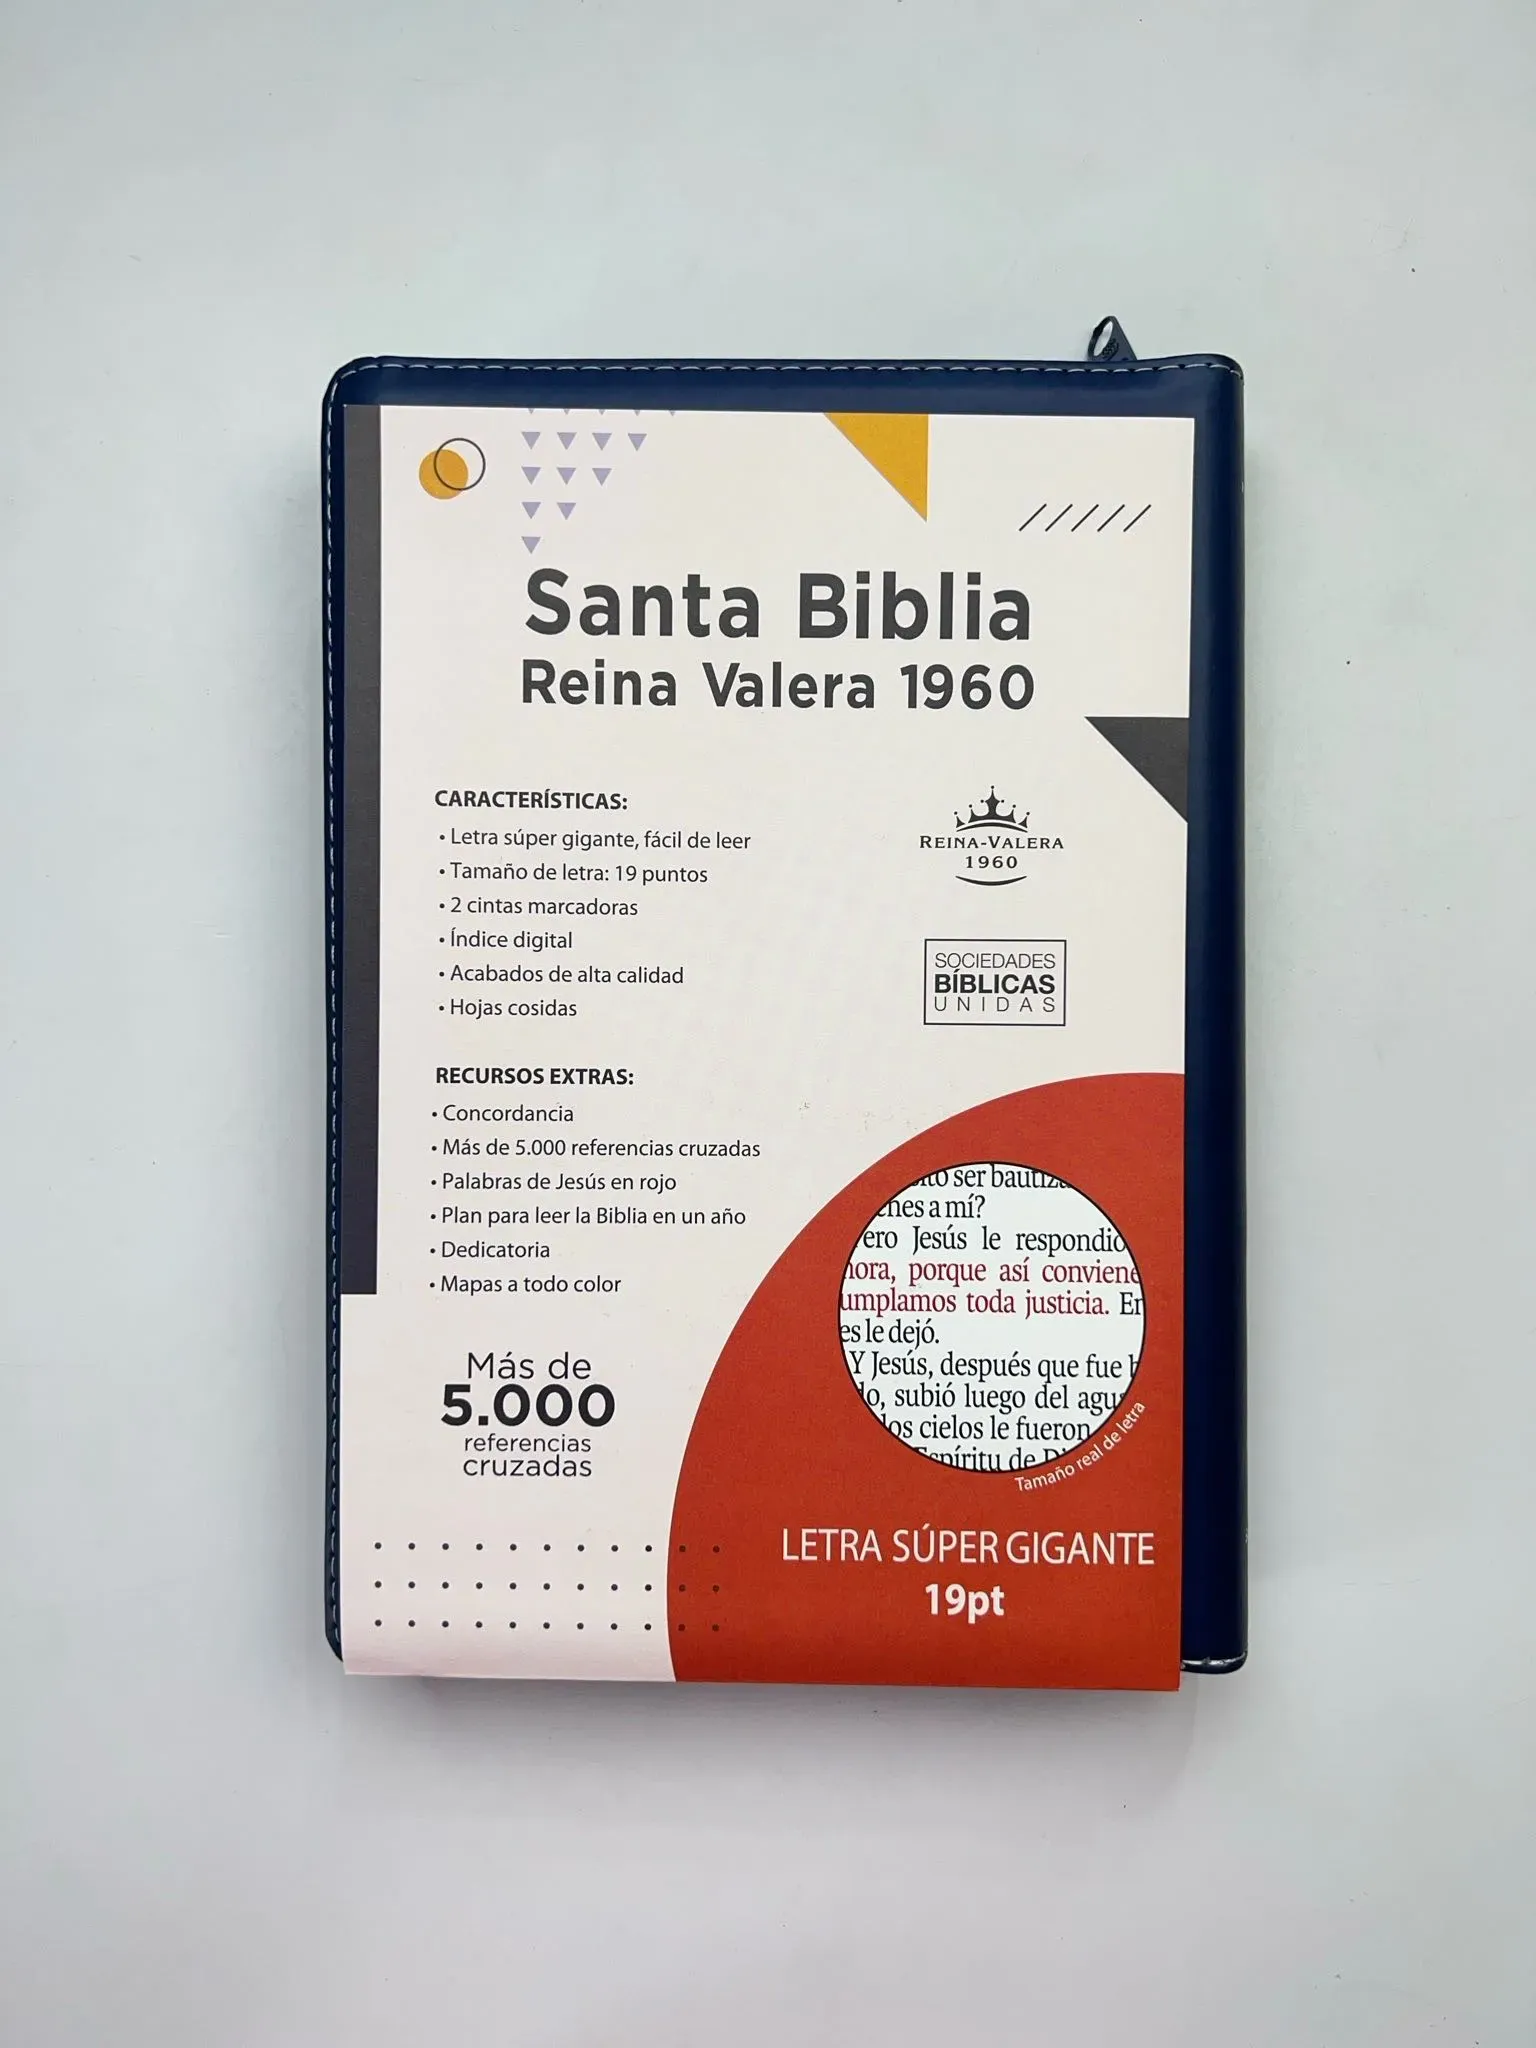 Santa Biblia
Reina Valera 1960
CARACTERÍSTICAS:
• Letra súper gigante, fácil de leer
• Tamaño de letra: 19 puntos
• 2 cintas marcadoras
• Índice digital
• Acabados de alta calidad
• Hojas cosidas
REINA-VALERA
1960
SOCIEDADES
BÍBLICAS
UNIDAS
RECURSOS EXTRAS:
• Concordancia
• Más de 5.000 referencias cruzadas
• Palabras de Jesús en rojo
• Plan para leer la Biblia en un año
• Dedicatoria
• Mapas a todo color
Más de
5.000
referencias
cruzadas
ser
a mí?
Jesús le respondió
porque así conviene
toda justicia.
le dejó.
Y Jesús, después que fue
subió luego del
cielos le fueron
Espíritu de
Tamaño real de letra
LETRA SÚPER GIGANTE
19pt